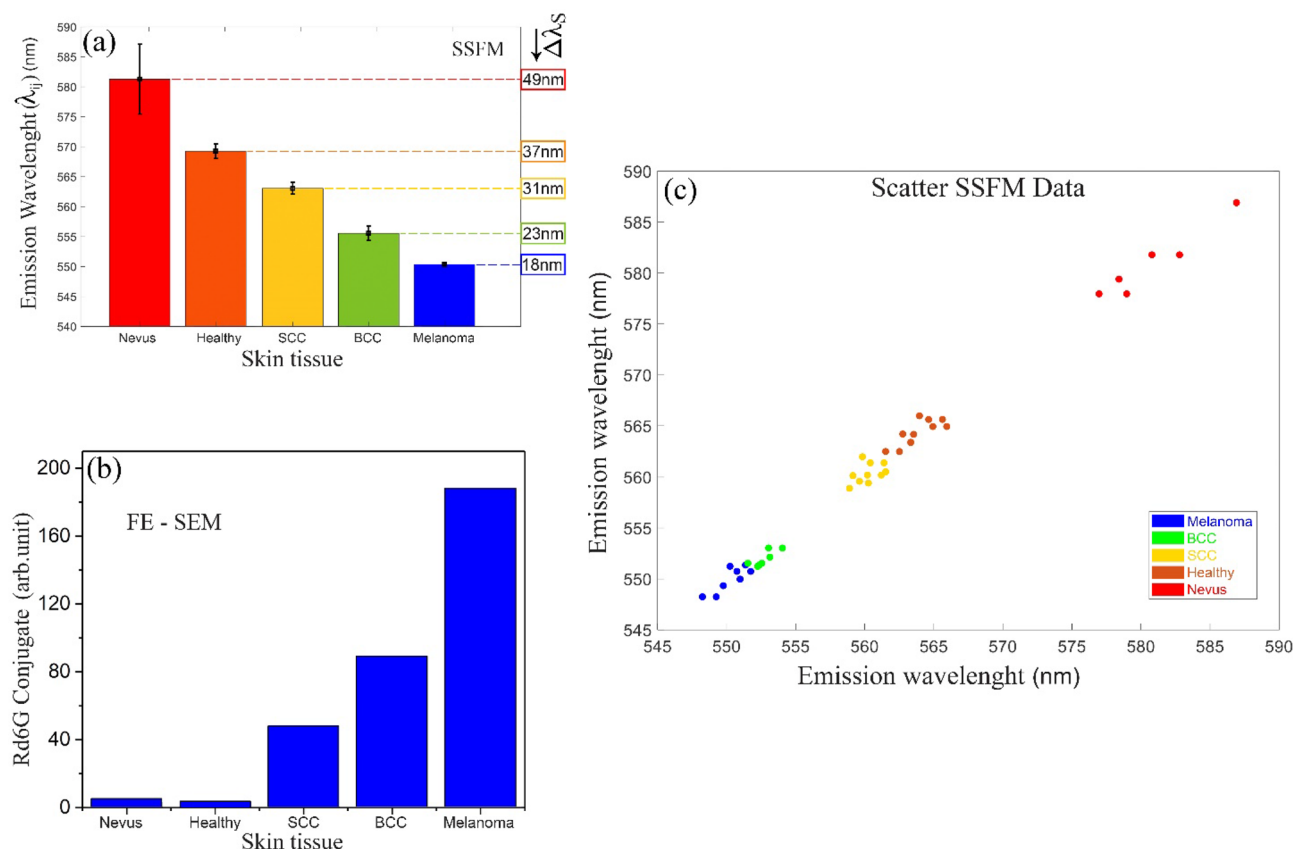 (a)
SSFM
ΔλS
Emission Wavelenght (λij) (nm)
590
585
580
575
570
565
560
555
550
545
540
49nm
37nm
31nm
23nm
18nm
Nevus Healthy SCC BCC Melanoma
Skin tissue
(b)
FE - SEM
Rd6G Conjugate (arb.unit)
200
160
120
80
40
0
Nevus Healthy SCC BCC Melanoma
Skin tissue
(c)
Scatter SSFM Data
Emission wavelenght (nm)
590
585
580
575
570
565
560
555
550
545
Melanoma
BCC
SCC
Healthy
Nevus
545 550 555 560 565 570 575 580 585 590
Emission wavelenght (nm)